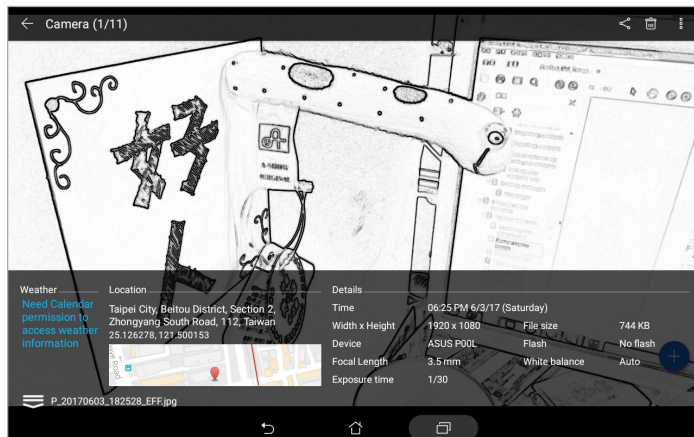 Camera (1/11)
好
A-SHOW
Weather
Need Calendar
permission to
access weather
information
Location
Taipei City, Beitou District, Section 2,
Zhongyang South Road, 112, Taiwan
25.126278, 121.500153
Details
Time 06:25 PM 6/3/17 (Saturday)
Width x Height 1920 x 1080 File size 744 KB
Device ASUS P00L Flash No flash
Focal Length 3.5 mm White balance Auto
Exposure time 1/30
P_20170603_182528_EFF.jpg